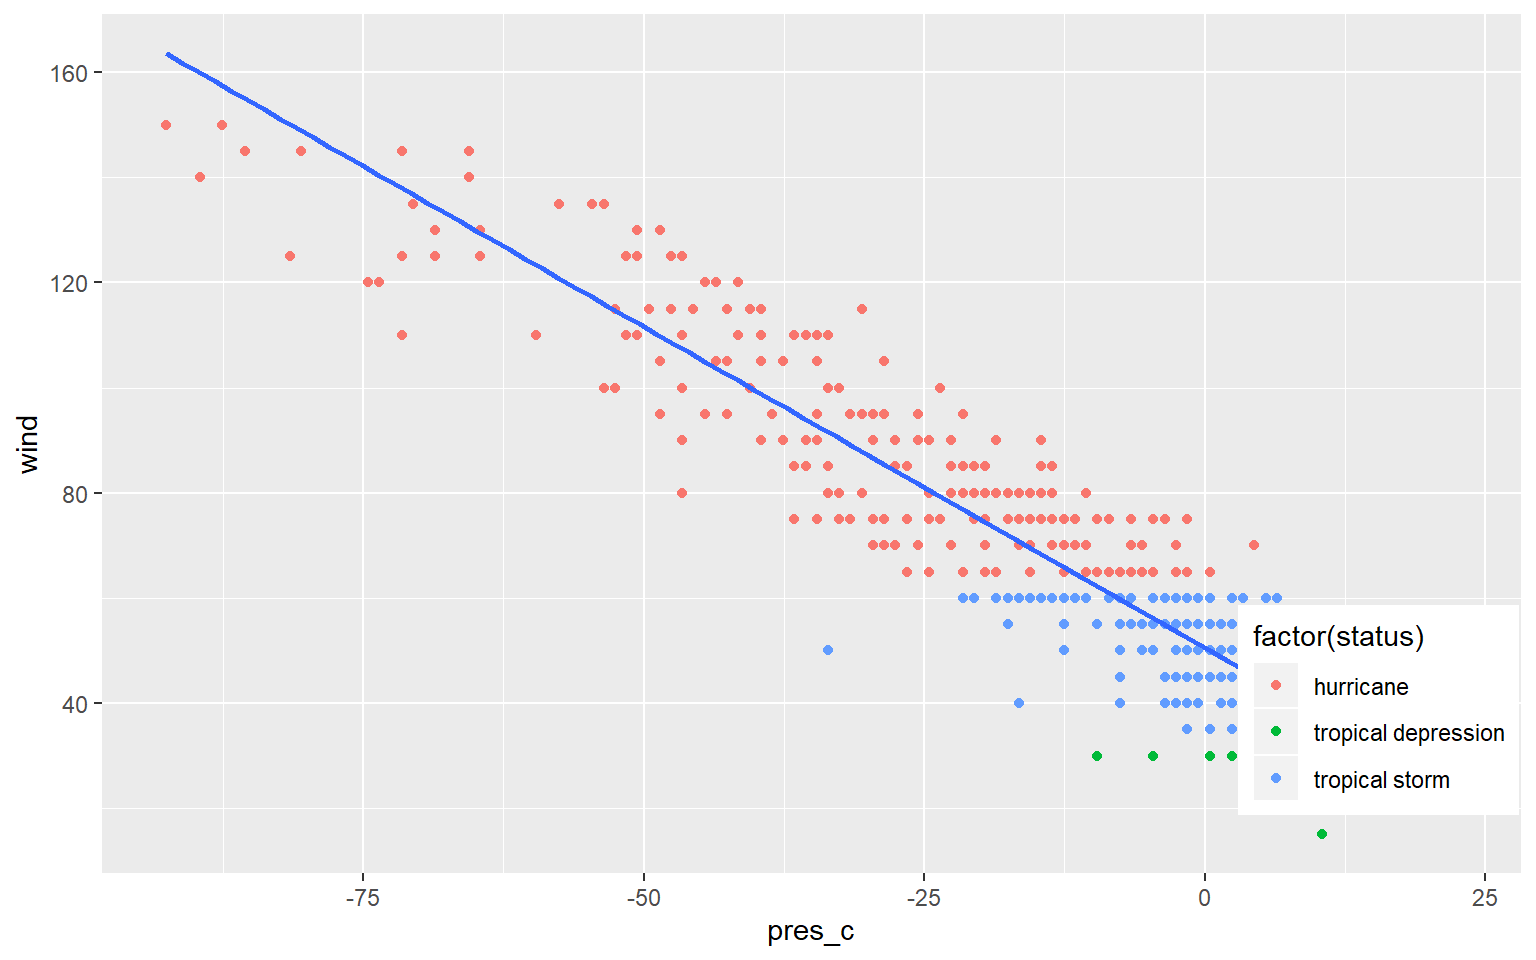 160
120
80
40
wind
factor(status)
hurricane
tropical depression
tropical storm
-75 -50 -25 0 25
pres_c